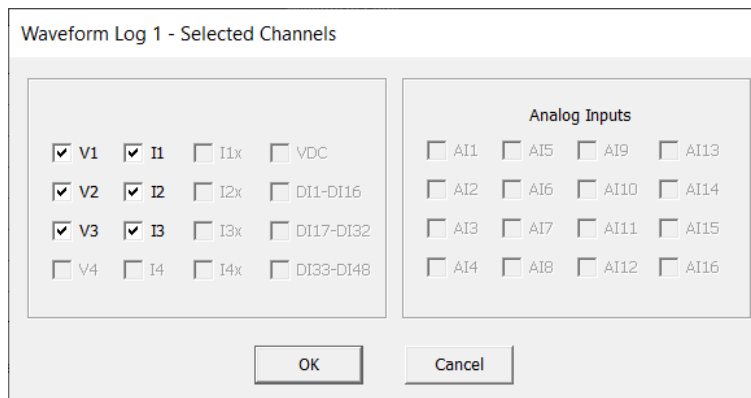 Waveform Log 1 - Selected Channels
V1 I1 I1x VDC
V2 I2 I2x DI1-DI16
V3 I3 I3x DI17-DI32
V4 I4 I4x DI33-DI48
Analog Inputs
AI1 AI5 AI9 AI13
AI2 AI6 AI10 AI14
AI3 AI7 AI11 AI15
AI4 AI8 AI12 AI16
OK Cancel